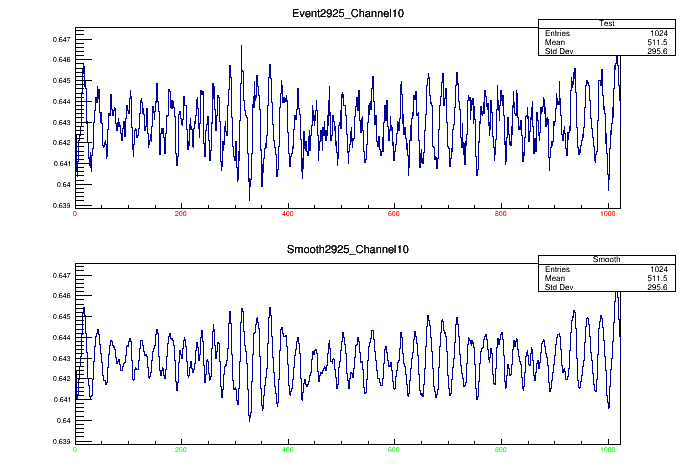 Event2925_Channel10
Test
Entries 1024
Mean 511.5
Std Dev 295.6
0.647
0.646
0.645
0.644
0.643
0.642
0.641
0.64
0.639
0 200 400 600 800 1000
Smooth2925_Channel10
Smooth
Entries 1024
Mean 511.5
Std Dev 295.6
0.647
0.646
0.645
0.644
0.643
0.642
0.641
0.64
0.639
0 200 400 600 800 1000